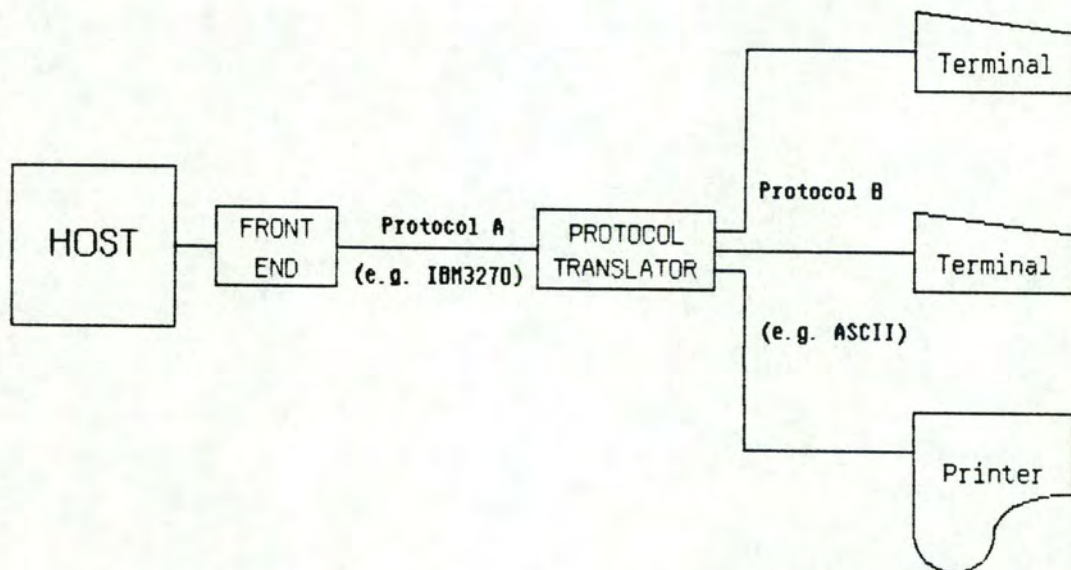 Terminal
HOST
FRONT
END
Protocol A
(e.g. IBM3270)
PROTOCOL
TRANSLATOR
Protocol B
Terminal
(e.g. ASCII)
Printer